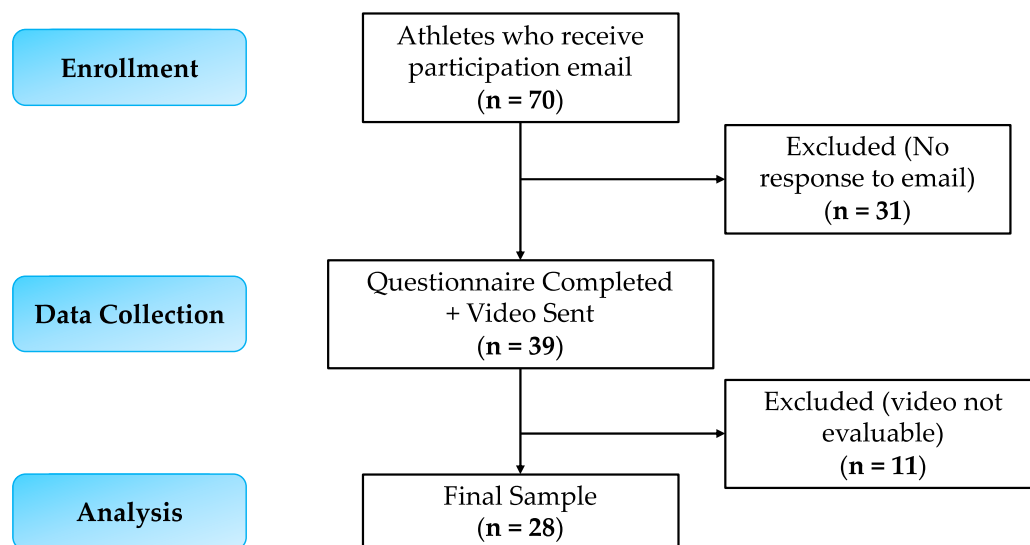 Enrollment
Athletes who receive
participation email
(n = 70)
Excluded (No
response to email)
(n = 31)
Data Collection
Questionnaire Completed
+ Video Sent
(n = 39)
Excluded (video not
evaluable)
(n = 11)
Analysis
Final Sample
(n = 28)